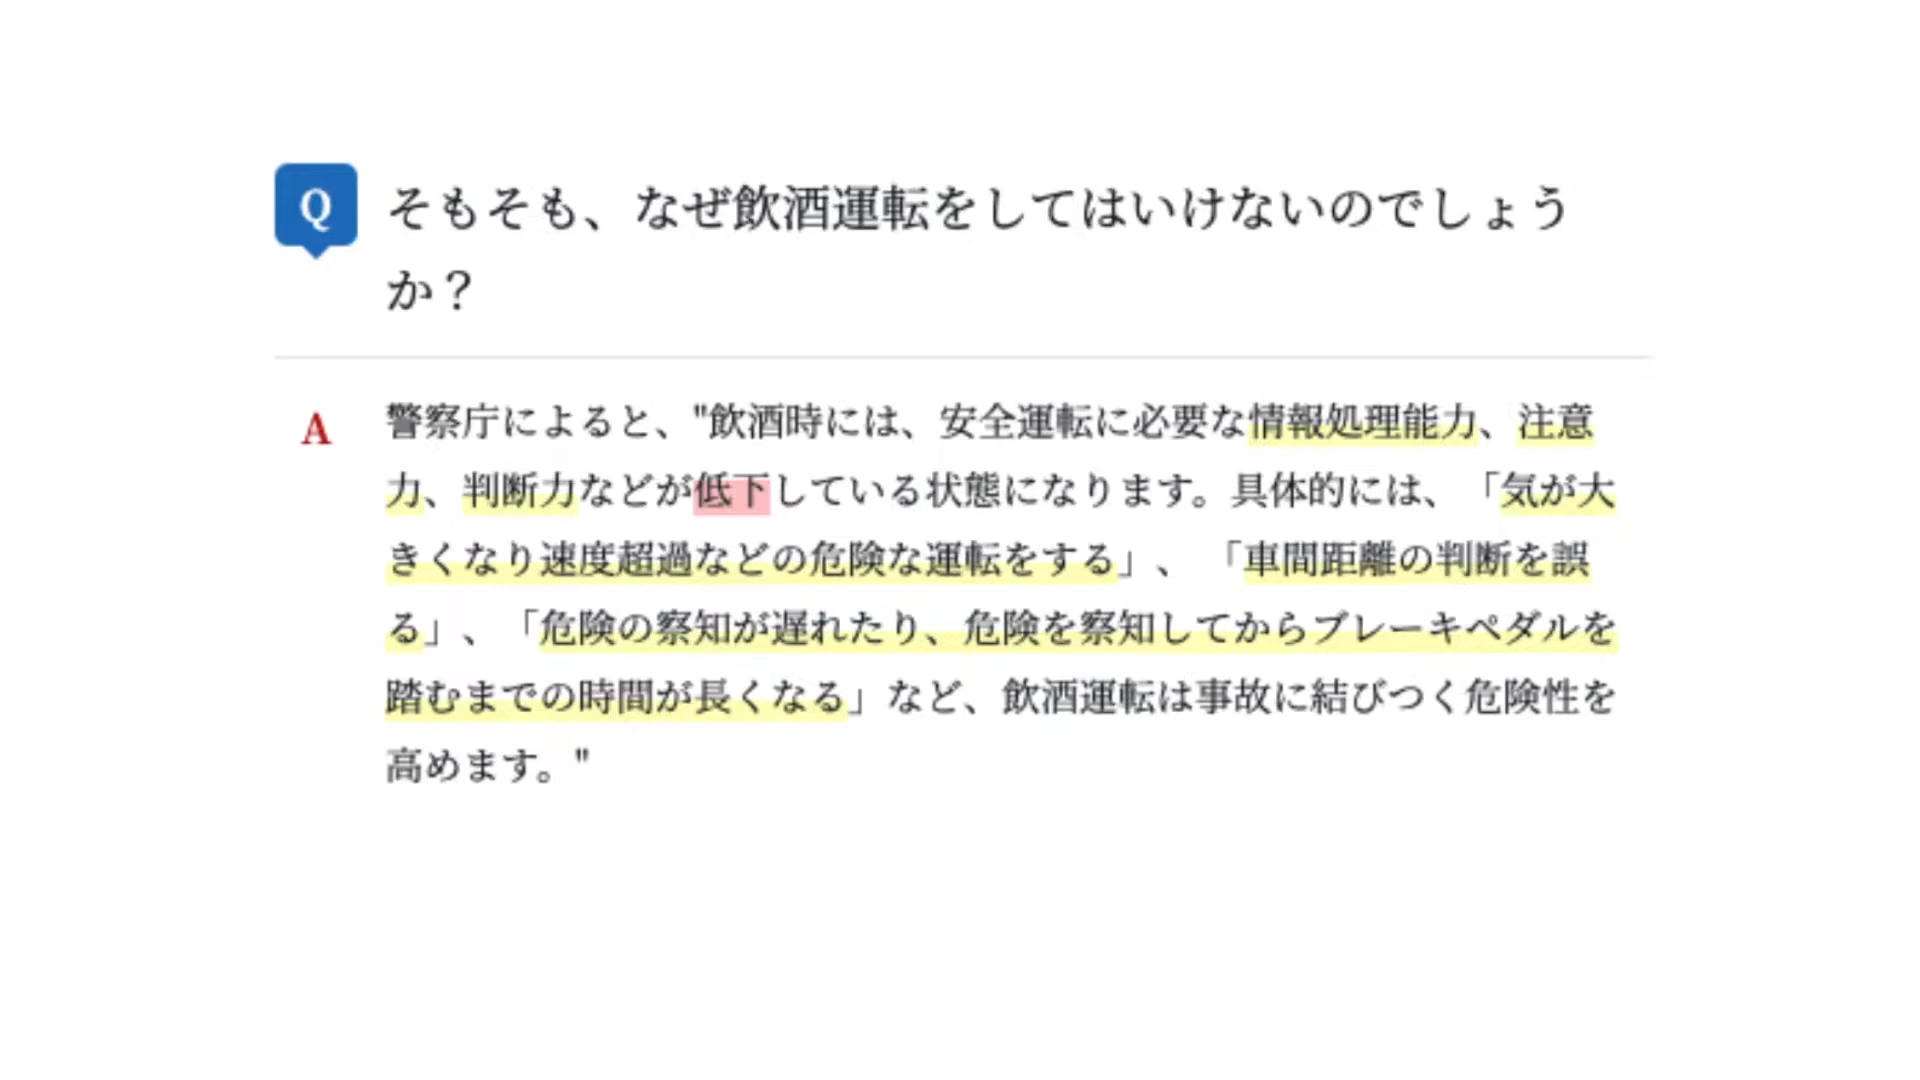 Q そもそも、なぜ飲酒運転をしてはいけないのでしょう
か？
A 警察庁によると、"飲酒時には、安全運転に必要な情報処理能力、注意
力、判断力などが低下している状態になります。具体的には、「気が大
きくなり速度超過などの危険な運転をする」、「車間距離の判断を誤
る」、「危険の察知が遅れたり、危険を察知してからブレーキペダルを
踏むまでの時間が長くなる」など、飲酒運転は事故に結びつく危険性を
高めます。"